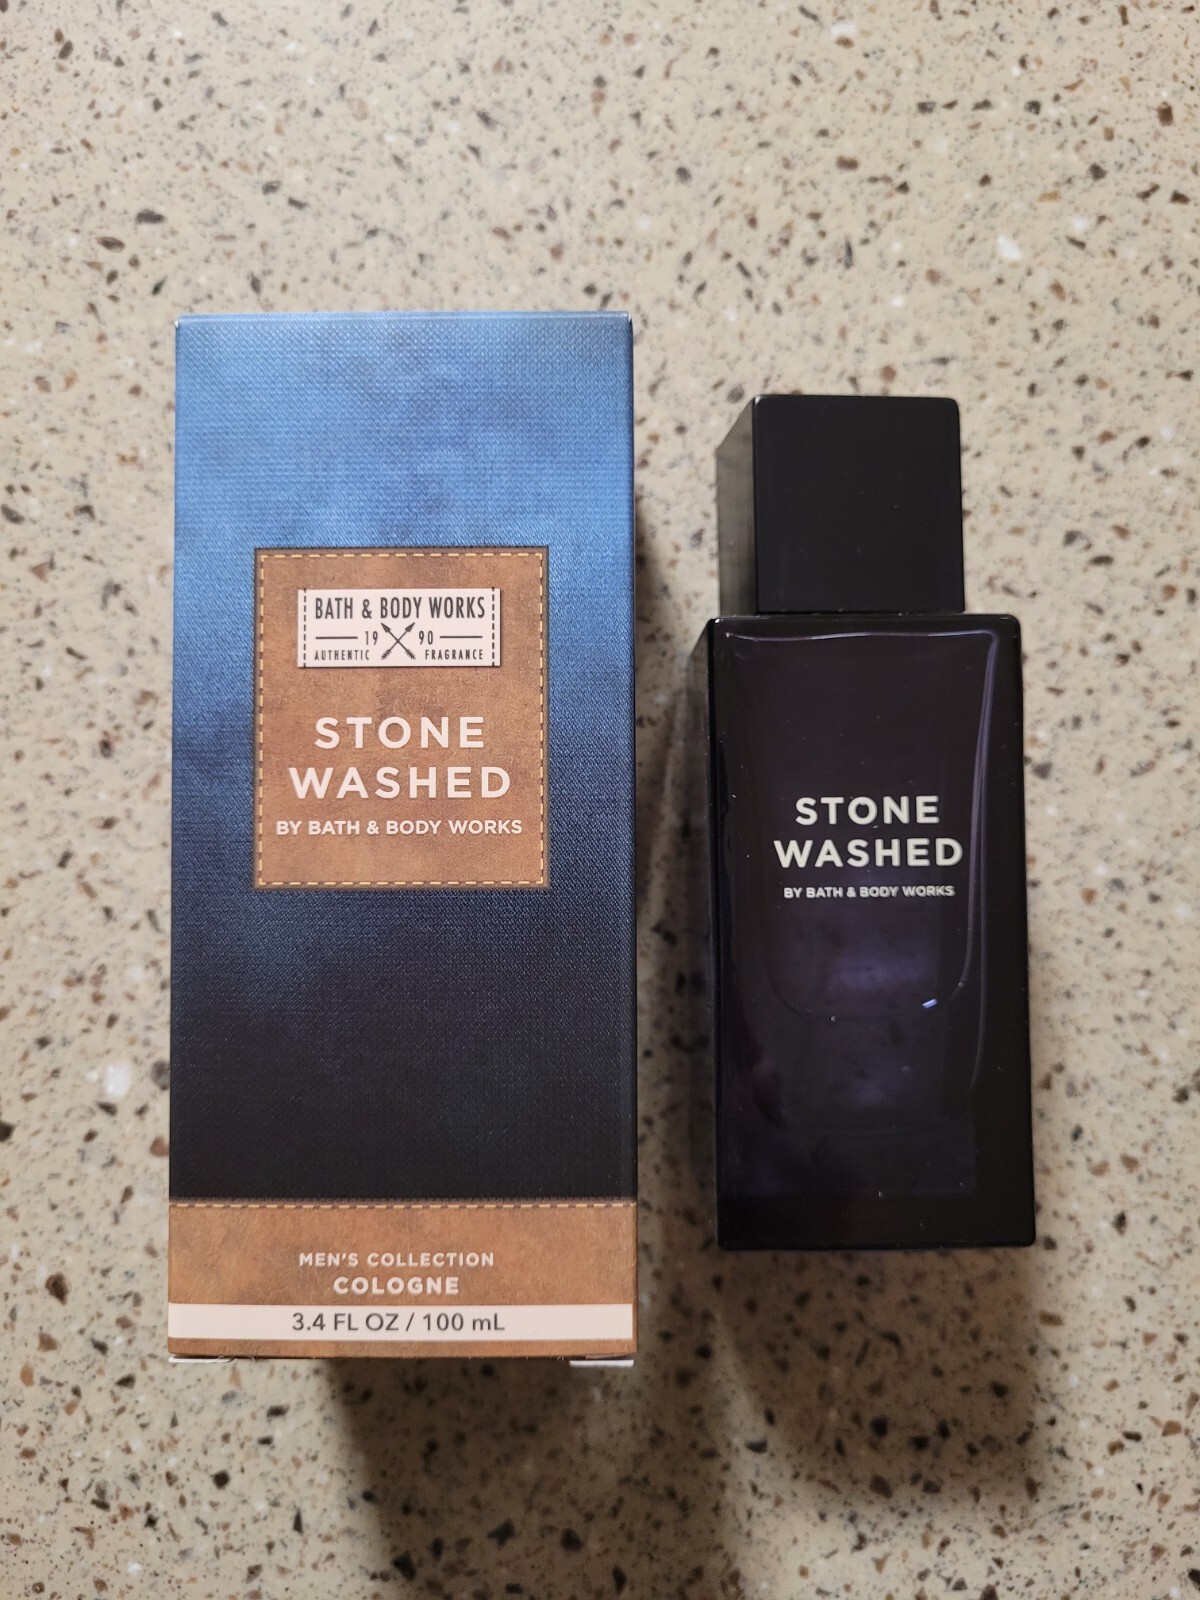 BATH & BODY WORKS
19 90
AUTHENTIC FRAGRANCE
STONE
WASHED
BY BATH & BODY WORKS
MEN'S COLLECTION
COLOGNE
3.4 FL OZ / 100 mL
STONE
WASHED
BY BATH & BODY WORKS